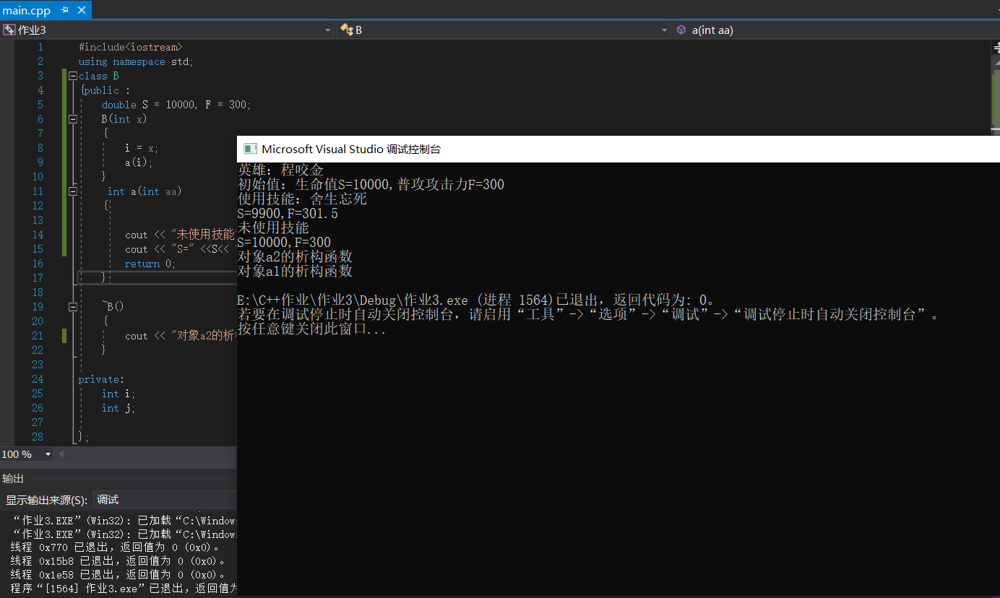 main.cpp
作业3
B
a(int aa)
1 #include<iostream>
2 using namespace std;
3 class B
4 {public :
5 double S = 10000, F = 300;
6 B(int x)
7 {
8 i = x;
9 a(i);
10 }
11 int a(int aa)
12 {
13
14 cout << "未使用技能
15 cout << "S=" <<S<<
16 return 0;
17 }
18
19 ~B()
20 {
21 cout << "对象a2的析
22 }
23
24 private:
25 int i;
26 int j;
27
28 };
100 %
输出
显示输出来源(S): 调试
“作业3.EXE”(Win32): 已加载“C:\Window
“作业3.EXE”(Win32): 已加载“C:\Window
线程 0x770 已退出，返回值为 0 (0x0)。
线程 0x15b8 已退出，返回值为 0 (0x0)。
线程 0x1e58 已退出，返回值为 0 (0x0)。
程序“[1564] 作业3.exe”已退出，返回值为
Microsoft Visual Studio 调试控制台
英雄：程咬金
初始值：生命值S=10000,普攻攻击力F=300
使用技能：舍生忘死
S=9900,F=301.5
未使用技能
S=10000,F=300
对象a2的析构函数
对象a1的析构函数
E:\C++作业\作业3\Debug\作业3.exe (进程 1564)已退出，返回代码为: 0。
若要在调试停止时自动关闭控制台，请启用“工具”->“选项”->“调试”->“调试停止时自动关闭控制台”。
按任意键关闭此窗口...